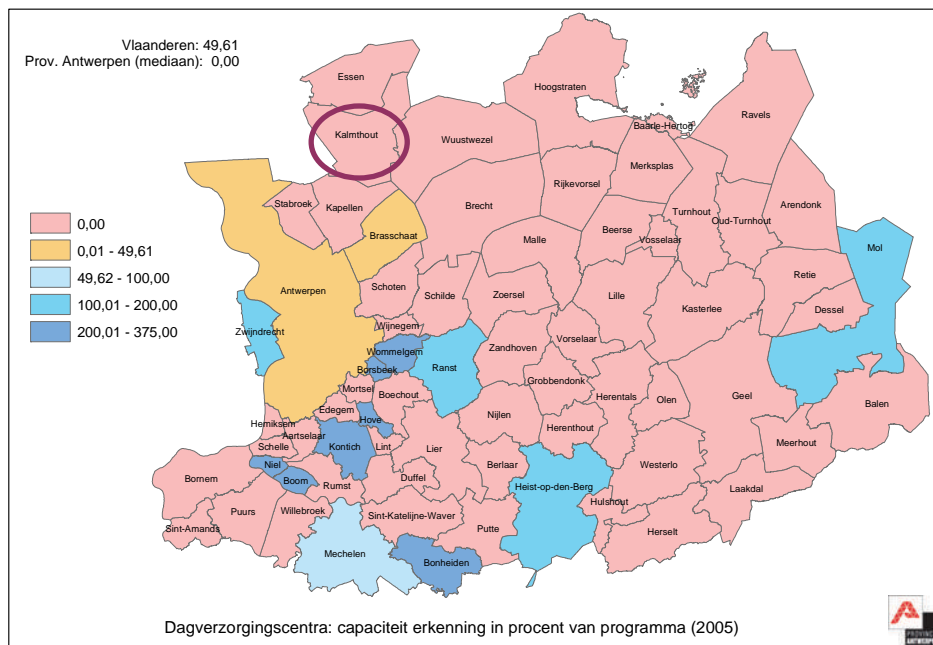 Vlaanderen: 49,61
Prov. Antwerpen (mediaan): 0,00
Essen
Hoogstraten
Ravels
Kalmthout
Wuustwezel
Baarle-Hertog
Merksplas
Rijkevorsel
Stabroek
Kapellen
Brecht
Turnhout
Oud-Turnhout
Arendonk
0,00
0,01 - 49,61
49,62 - 100,00
100,01 - 200,00
200,01 - 375,00
Brasschaat
Malle
Beerse
Vosselaar
Mol
Retie
Antwerpen
Schoten
Schilde
Zoersel
Lille
Kasterlee
Dessel
Zwijndrecht
Wijnegem
Wommelgem
Borsbeek
Ranst
Zandhoven
Vorselaar
Mortsel
Boechout
Grobbendonk
Herentals
Olen
Geel
Balen
Edegem
Hove
Nijlen
Herenthout
Hemiksem
Aartselaar
Schelle
Kontich
Lint
Lier
Meerhout
Niel
Boom
Rumst
Duffel
Berlaar
Westerlo
Bornem
Heist-op-den-Berg
Hulshout
Laakdal
Sint-Amands
Puurs
Willebroek
Sint-Katelijne-Waver
Putte
Herselt
Mechelen
Bonheiden
Dagverzorgingscentra: capaciteit erkenning in procent van programma (2005)
PROVINCIE
ANTWERPEN